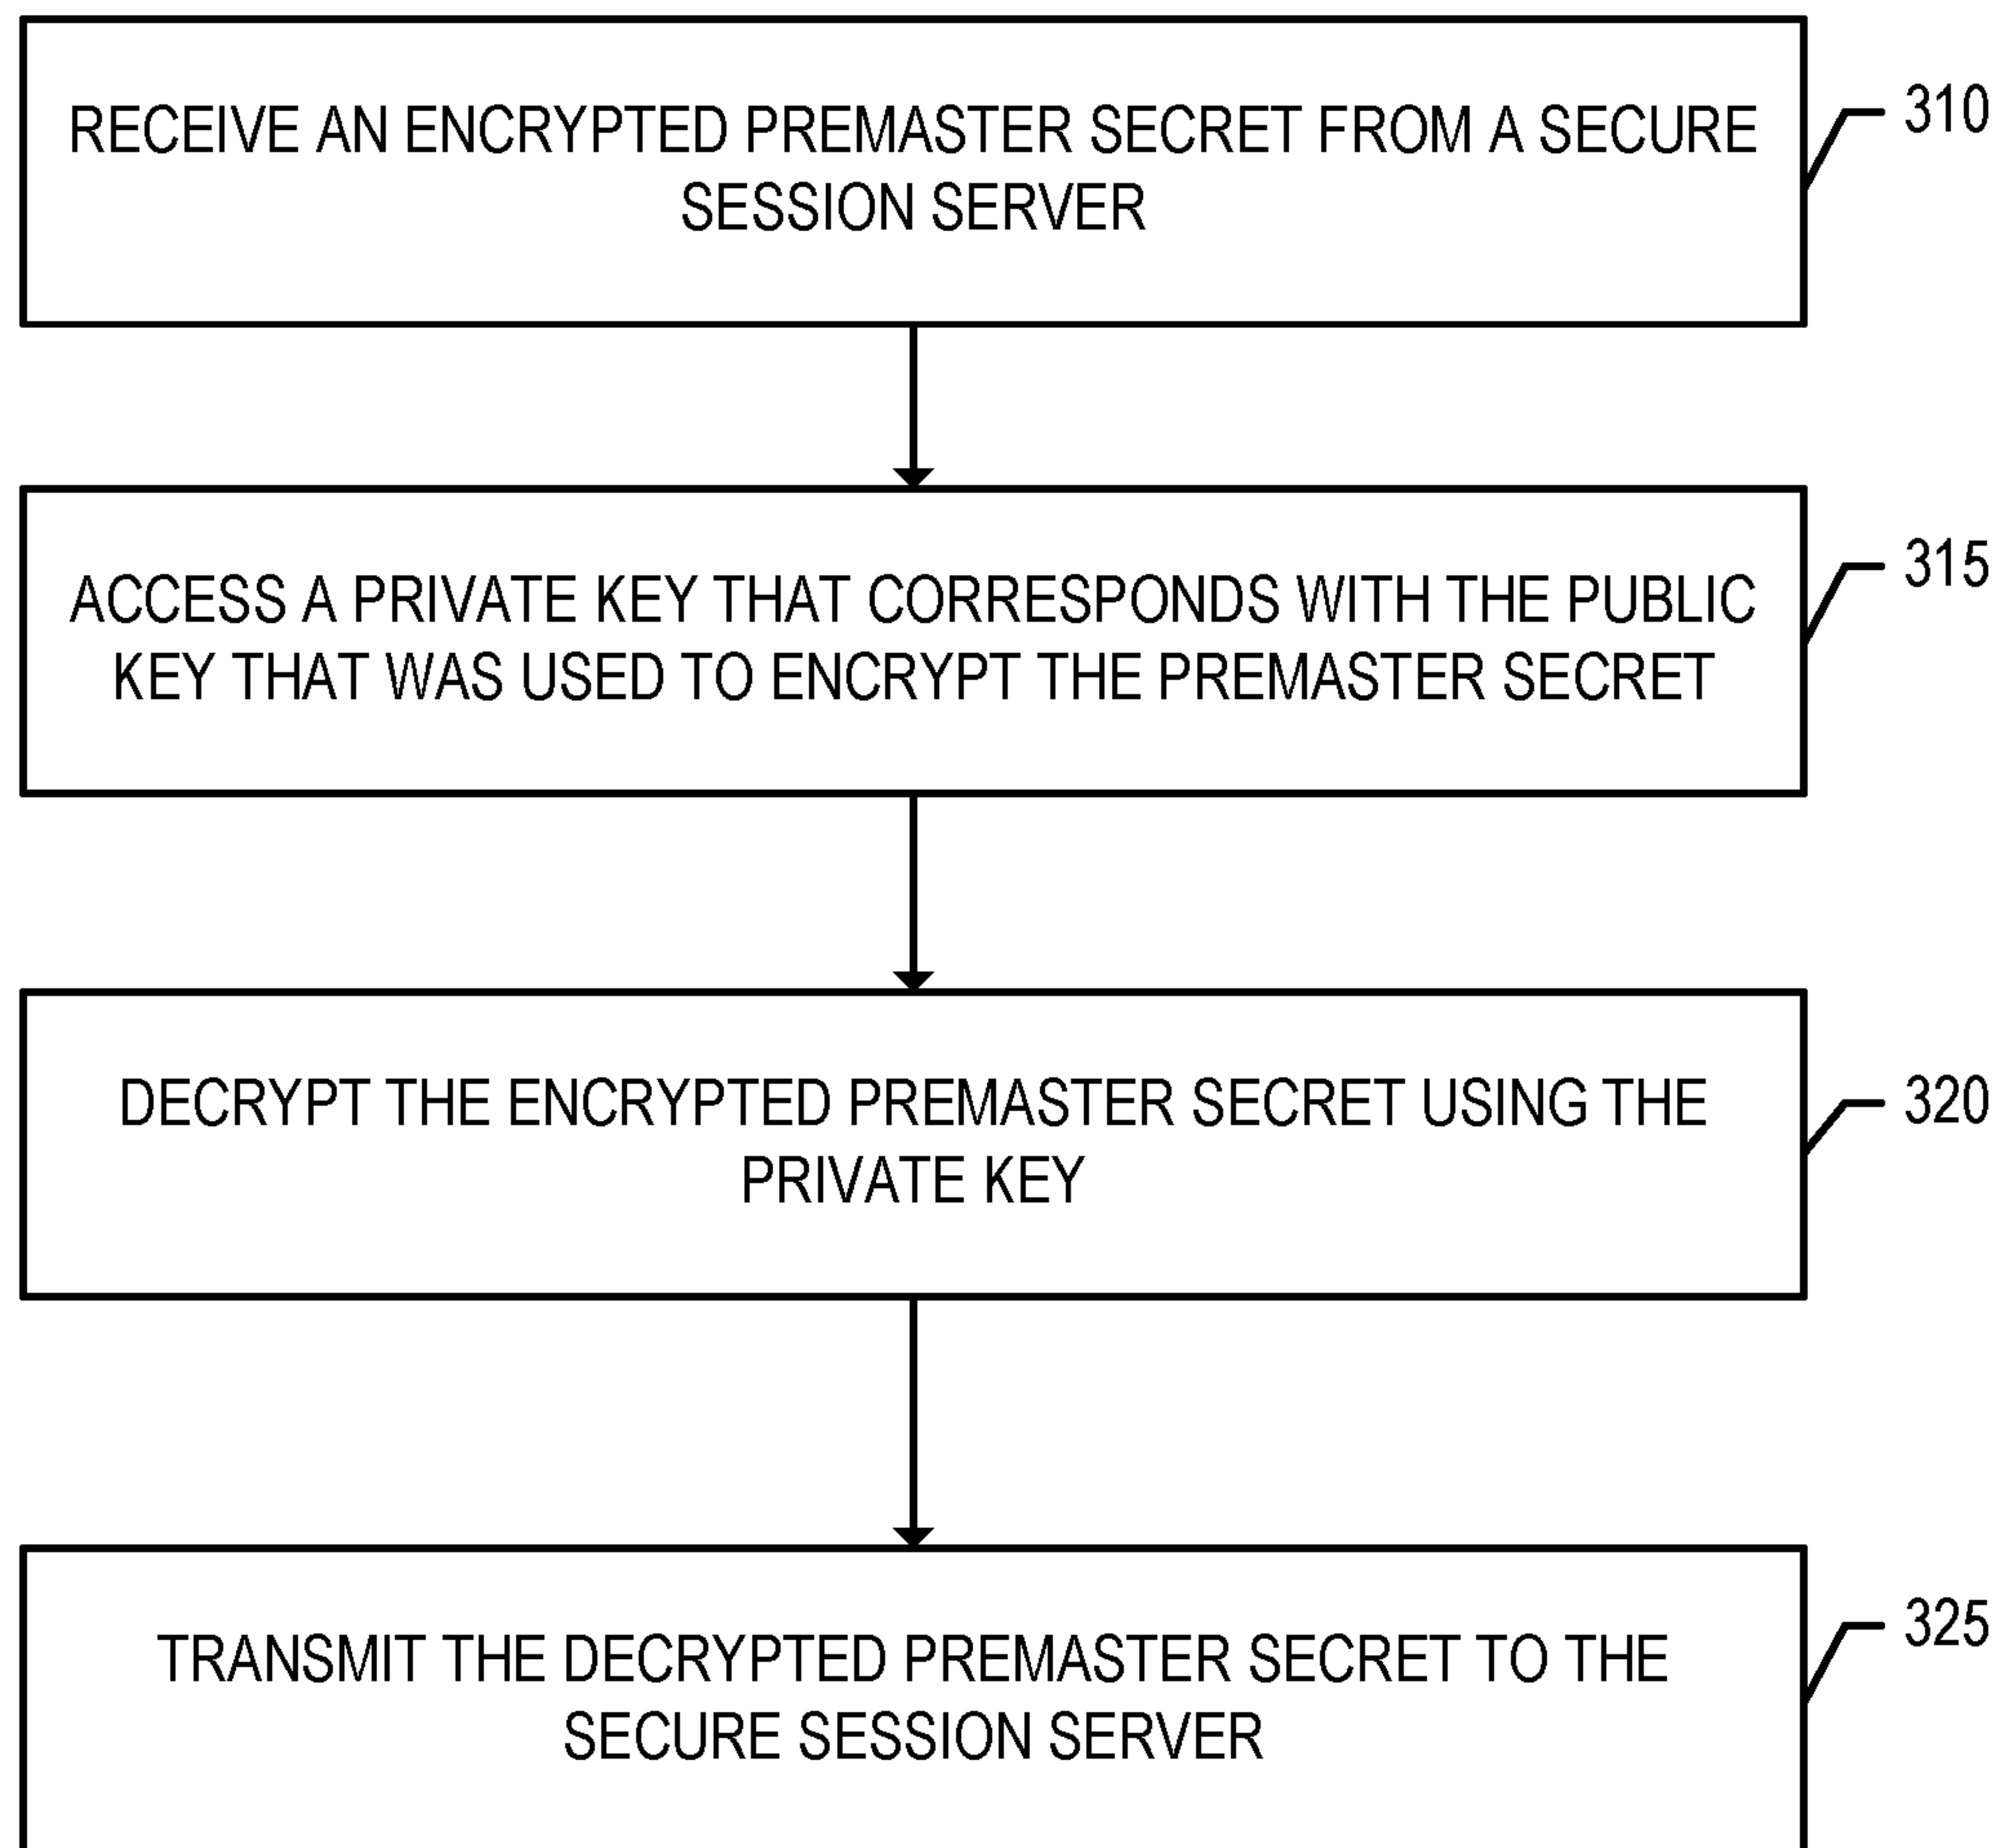 RECEIVE AN ENCRYPTED PREMASTER SECRET FROM A SECURE
SESSION SERVER
310
ACCESS A PRIVATE KEY THAT CORRESPONDS WITH THE PUBLIC
KEY THAT WAS USED TO ENCRYPT THE PREMASTER SECRET
315
DECRYPT THE ENCRYPTED PREMASTER SECRET USING THE
PRIVATE KEY
320
TRANSMIT THE DECRYPTED PREMASTER SECRET TO THE
SECURE SESSION SERVER
325